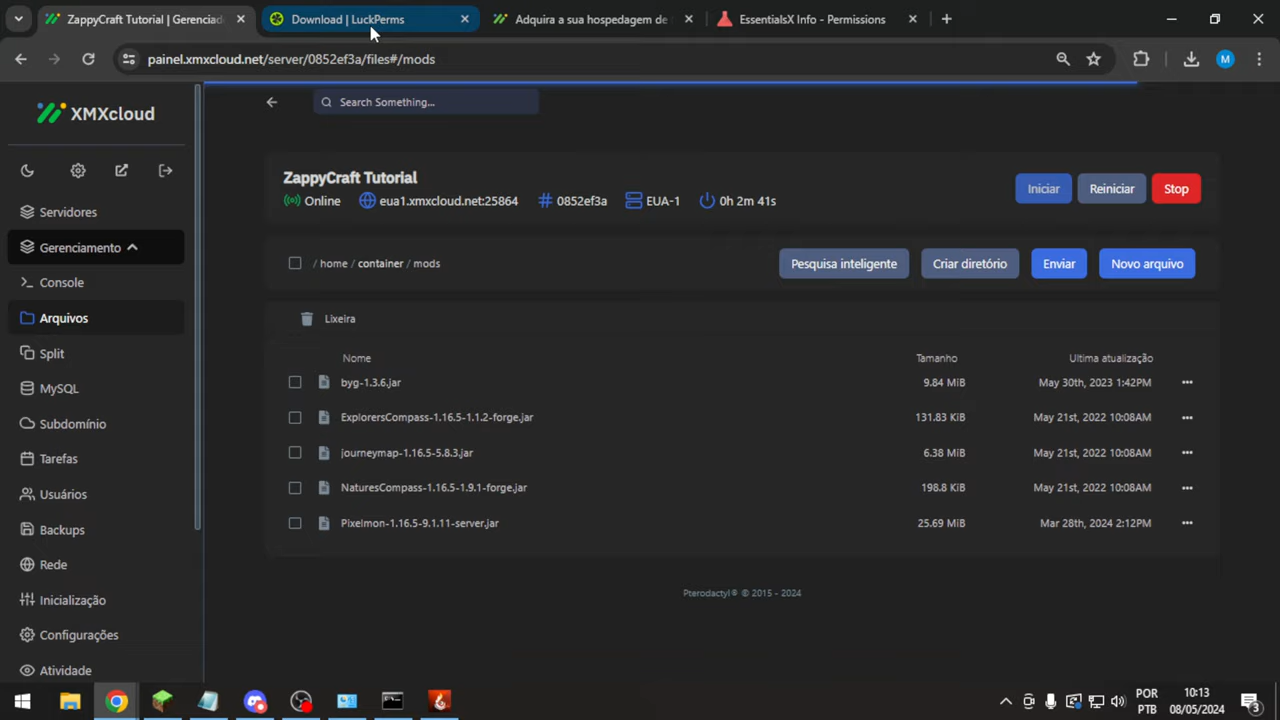 ZappyCraft Tutorial | Gerenciad
Download | LuckPerms
Adquira a sua hospedagem de
EssentialsX Info - Permissions
painel.xmxcloud.net/server/0852ef3a/files#/mods
M
XMXcloud
Search Something...
ZappyCraft Tutorial
Online
eua1.xmxcloud.net:25864
0852ef3a
EUA-1
0h 2m 41s
Iniciar
Reiniciar
Stop
Servidores
Gerenciamento
Console
Arquivos
Split
MySQL
Subdomínio
Tarefas
Usuários
Backups
Rede
Inicialização
Configurações
Atividade
/ home / container / mods
Pesquisa inteligente
Criar diretório
Enviar
Novo arquivo
Lixeira
Nome Tamanho Ultima atualização
byg-1.3.6.jar 9.84 MiB May 30th, 2023 1:42PM
ExplorersCompass-1.16.5-1.1.2-forge.jar 131.83 KiB May 21st, 2022 10:08AM
journeymap-1.16.5-5.8.3.jar 6.38 MiB May 21st, 2022 10:08AM
NaturesCompass-1.16.5-1.9.1-forge.jar 198.8 KiB May 21st, 2022 10:08AM
Pixelmon-1.16.5-9.1.11-server.jar 25.69 MiB Mar 28th, 2024 2:12PM
Pterodactyl® © 2015 - 2024
POR
PTB
10:13
08/05/2024
3